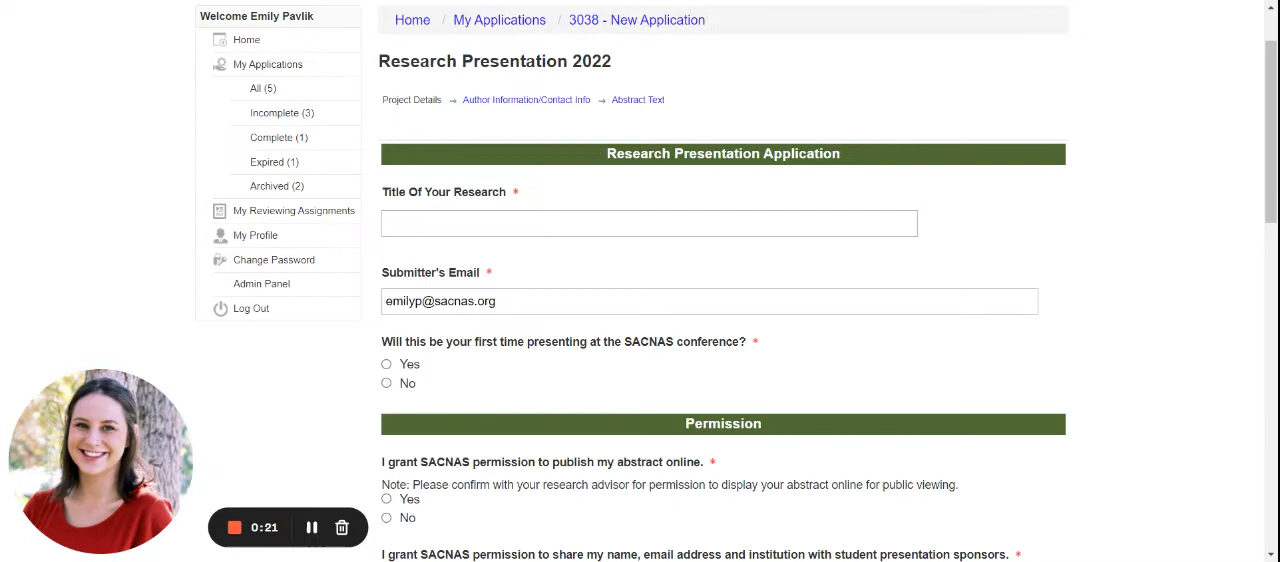 Welcome Emily Pavlik
Home
My Applications
All (5)
Incomplete (3)
Complete (1)
Expired (1)
Archived (2)
My Reviewing Assignments
My Profile
Change Password
Admin Panel
Log Out
Home / My Applications / 3038 - New Application
Research Presentation 2022
Project Details → Author Information/Contact Info → Abstract Text
Research Presentation Application
Title Of Your Research *
Submitter's Email *
emilyp@sacnas.org
Will this be your first time presenting at the SACNAS conference? *
Yes
No
Permission
I grant SACNAS permission to publish my abstract online. *
Note: Please confirm with your research advisor for permission to display your abstract online for public viewing.
Yes
No
I grant SACNAS permission to share my name, email address and institution with student presentation sponsors. *
0:21